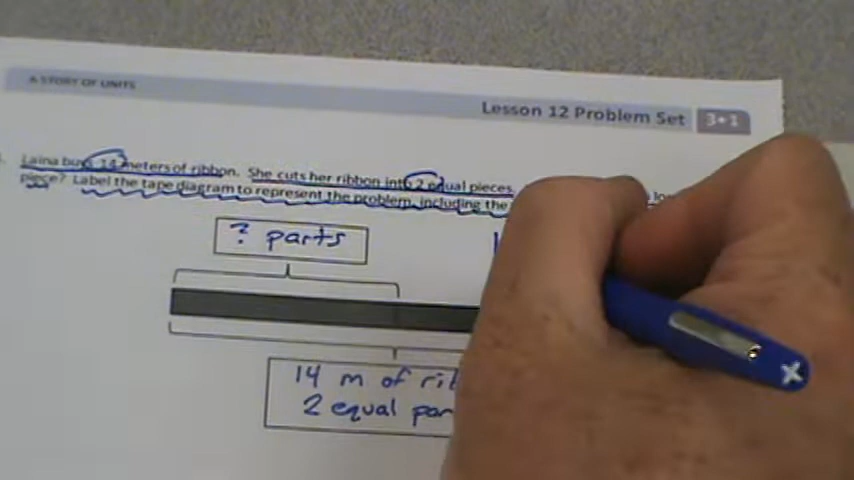 A STORY OF UNITS
Lesson 12 Problem Set 3•1
Laina buys 14 meters of ribbon. She cuts her ribbon into 2 equal pieces.
piece? Label the tape diagram to represent the problem, including the
? parts
14 m of
2 equal